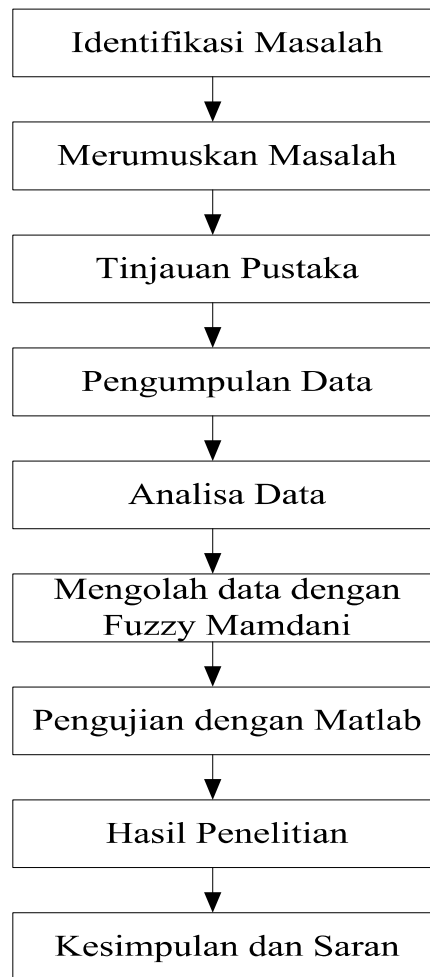 Identifikasi Masalah
Merumuskan Masalah
Tinjauan Pustaka
Pengumpulan Data
Analisa Data
Mengolah data dengan
Fuzzy Mamdani
Pengujian dengan Matlab
Hasil Penelitian
Kesimpulan dan Saran